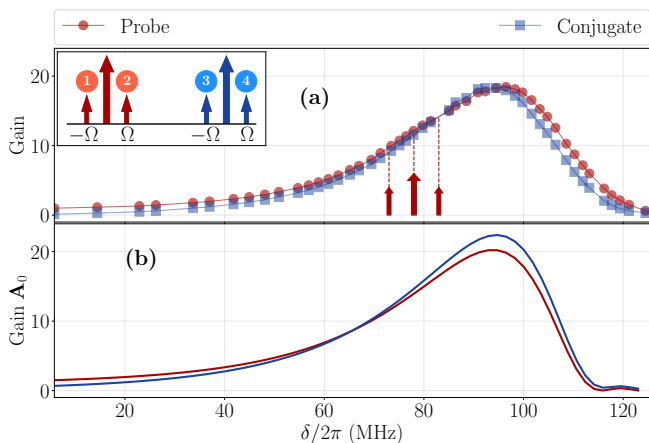 Probe Conjugate
1 2 3 4
−Ω Ω −Ω Ω
(a)
Gain
20
10
0
(b)
Gain A₀
20
10
0
20 40 60 80 100 120
δ/2π (MHz)